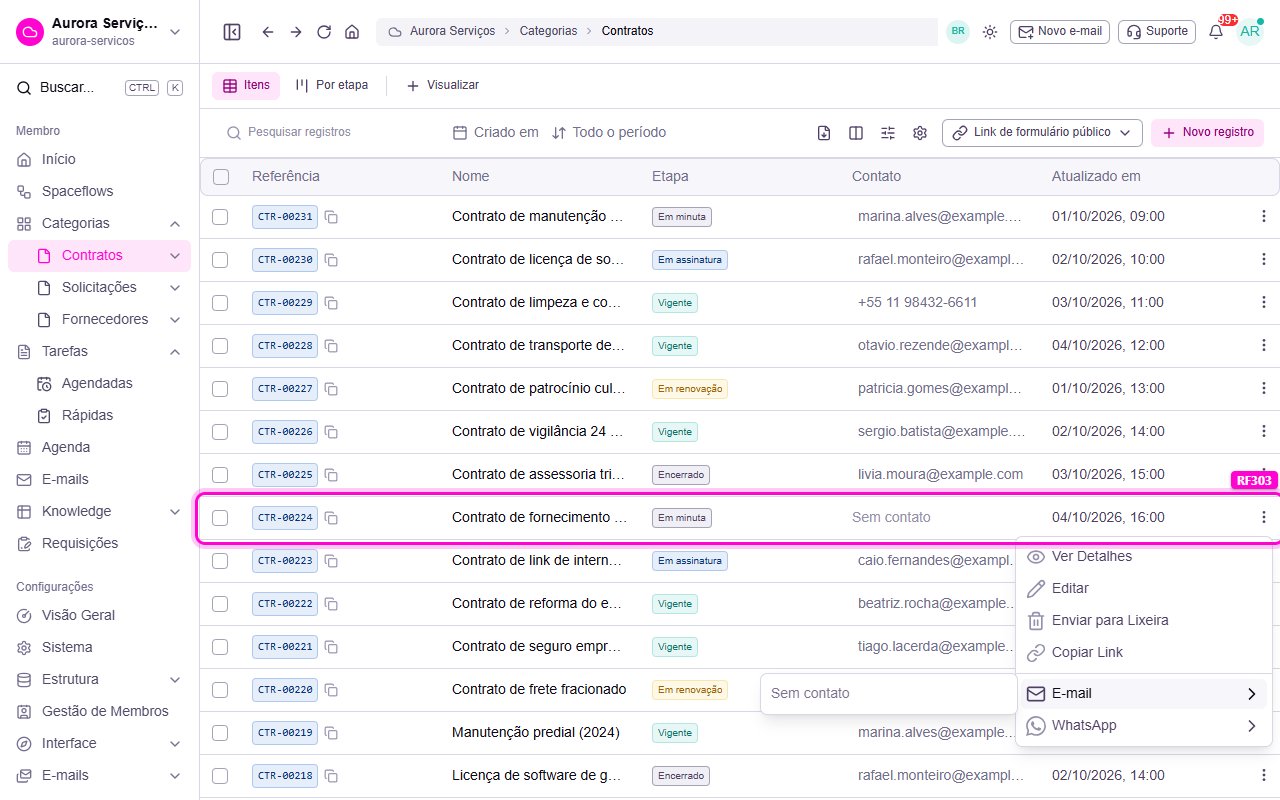 Aurora Serviç...
aurora-servicos
Aurora Serviços > Categorias > Contratos
BR
Novo e-mail
Suporte
99+
AR
Buscar...
CTRL
K
Membro
Início
Spaceflows
Categorias
Contratos
Solicitações
Fornecedores
Tarefas
Agendadas
Rápidas
Agenda
E-mails
Knowledge
Requisições
Configurações
Visão Geral
Sistema
Estrutura
Gestão de Membros
Interface
E-mails
Itens
Por etapa
Visualizar
Pesquisar registros
Criado em
Todo o período
Link de formulário público
Novo registro
Referência Nome Etapa Contato Atualizado em
CTR-00231 Contrato de manutenção ... Em minuta marina.alves@example.... 01/10/2026, 09:00
CTR-00230 Contrato de licença de so... Em assinatura rafael.monteiro@exampl... 02/10/2026, 10:00
CTR-00229 Contrato de limpeza e co... Vigente +55 11 98432-6611 03/10/2026, 11:00
CTR-00228 Contrato de transporte de... Vigente otavio.rezende@exampl... 04/10/2026, 12:00
CTR-00227 Contrato de patrocínio cul... Em renovação patricia.gomes@exampl... 01/10/2026, 13:00
CTR-00226 Contrato de vigilância 24 ... Vigente sergio.batista@example.... 02/10/2026, 14:00
CTR-00225 Contrato de assessoria tri... Encerrado livia.moura@example.com 03/10/2026, 15:00
RF303
CTR-00224 Contrato de fornecimento ... Em minuta Sem contato 04/10/2026, 16:00
CTR-00223 Contrato de link de intern... Em assinatura caio.fernandes@exampl...
CTR-00222 Contrato de reforma do e... Vigente beatriz.rocha@example...
CTR-00221 Contrato de seguro empr... Vigente tiago.lacerda@example...
CTR-00220 Contrato de frete fracionado Em renovação
CTR-00219 Manutenção predial (2024) Vigente marina.alves@example...
CTR-00218 Licença de software de g... Encerrado rafael.monteiro@exampl... 02/10/2026, 14:00
Ver Detalhes
Editar
Enviar para Lixeira
Copiar Link
E-mail
WhatsApp
Sem contato